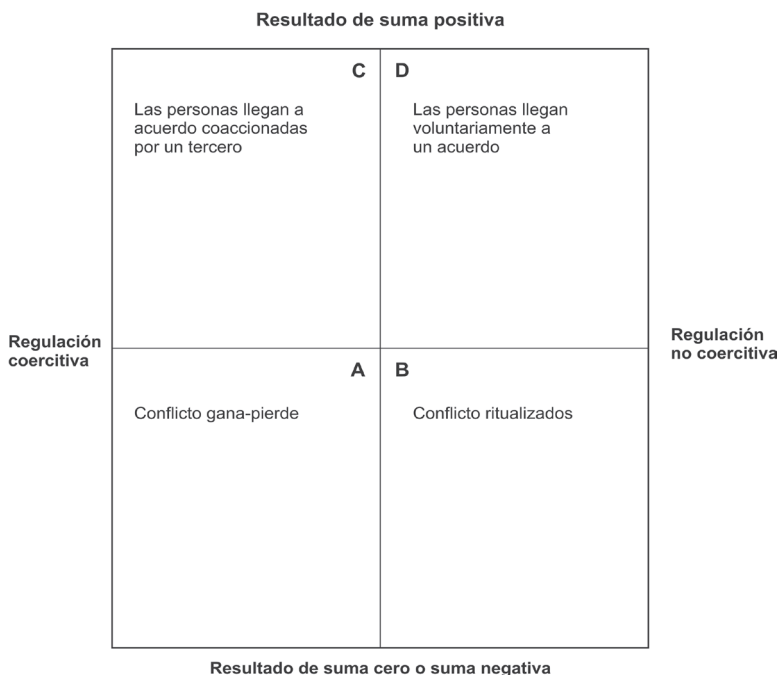 Resultado de suma positiva
C
D
Las personas llegan a
acuerdo coaccionadas
por un tercero
Las personas llegan
voluntariamente a
un acuerdo
Regulación
coercitiva
Regulación
no coercitiva
A
B
Conflicto gana-pierde
Conflicto ritualizados
Resultado de suma cero o suma negativa